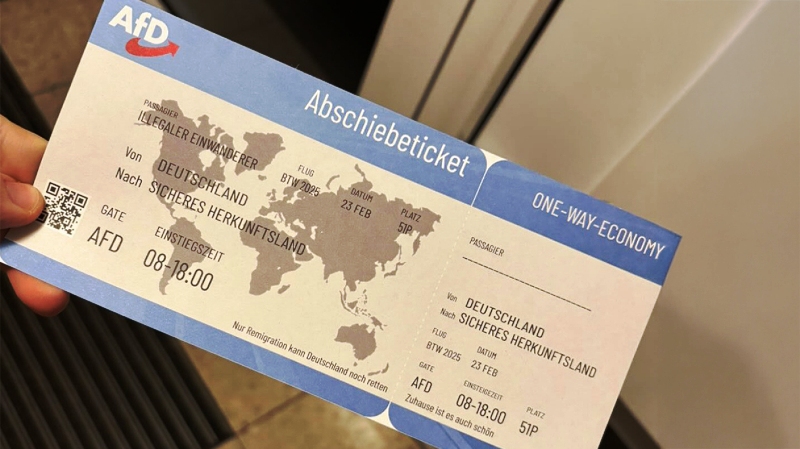 AfD
Abschiebeticket
PASSAGIER
ILLEGALER EINWANDERER
Von DEUTSCHLAND
Nach SICHERES HERKUNFTSLAND
FLUG
BTW 2025
DATUM
23 FEB
PLATZ
51P
GATE
AFD
EINSTIEGSZEIT
08-18:00
Nur Remigration kann Deutschland noch retten
ONE-WAY-ECONOMY
PASSAGIER
Von DEUTSCHLAND
Nach SICHERES HERKUNFTSLAND
FLUG
BTW 2025
DATUM
23 FEB
GATE
AFD
EINSTIEGSZEIT
08-18:00
PLATZ
51P
Zuhause ist es auch schön